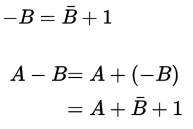 −B = B̄ + 1
A − B = A + (−B)
= A + B̄ + 1